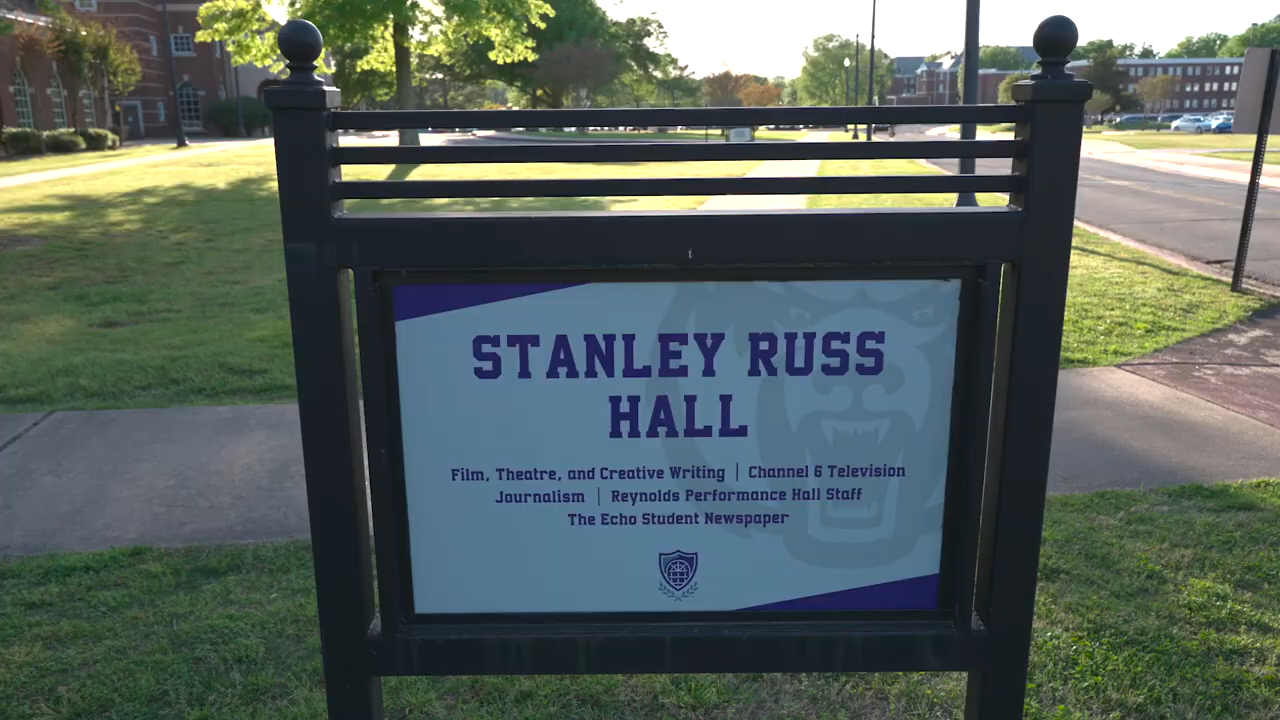 STANLEY RUSS
HALL
Film, Theatre, and Creative Writing | Channel 6 Television
Journalism | Reynolds Performance Hall Staff
The Echo Student Newspaper